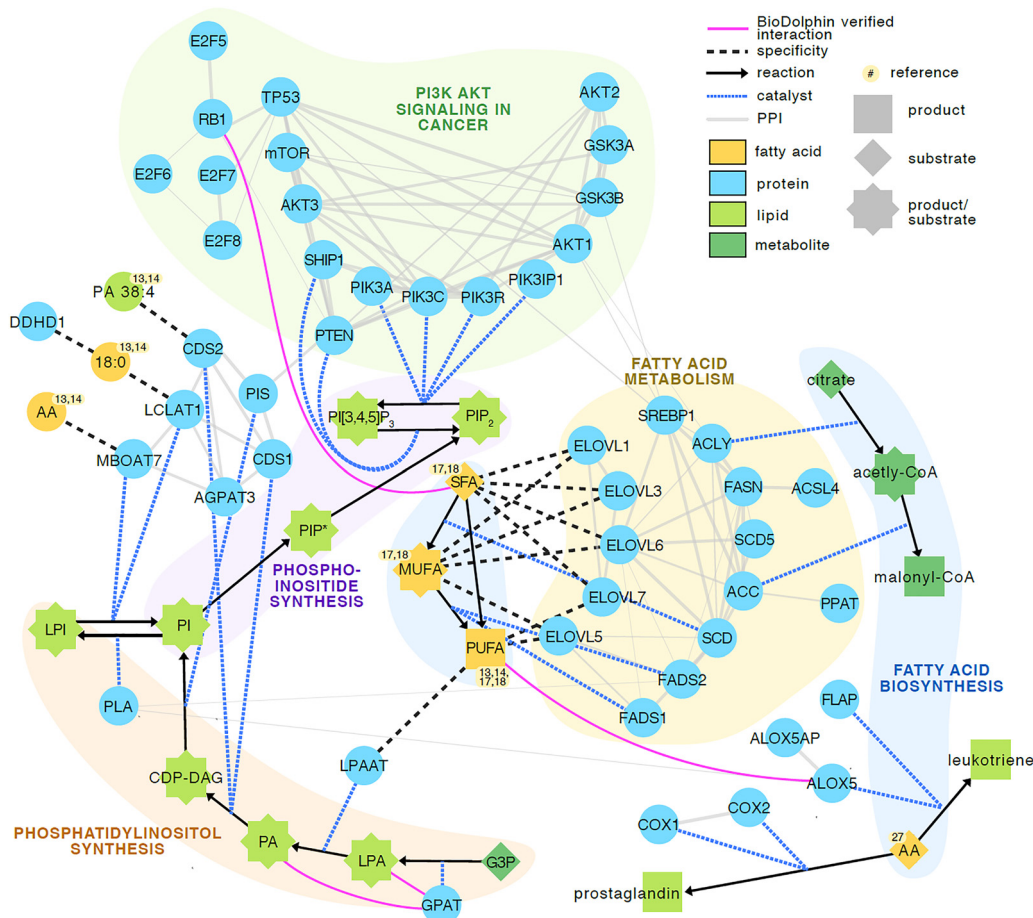 BioDolphin verified
interaction
specificity
reaction
catalyst
PPI
fatty acid
protein
lipid
metabolite
# reference
product
substrate
product/
substrate
E2F5
RB1
E2F6
E2F7
E2F8
TP53
mTOR
AKT3
SHIP1
PI3K AKT
SIGNALING IN
CANCER
AKT2
GSK3A
GSK3B
AKT1
PIK3A
PIK3C
PIK3R
PIK3IP1
PTEN
13,14
PA 38:4
DDHD1
13,14
18:0
CDS2
13,14
AA
LCLAT1
PIS
MBOAT7
CDS1
AGPAT3
PI[3,4,5]P3
PIP2
PIP*
PHOSPHO-
INOSITIDE
SYNTHESIS
17,18
SFA
17,18
MUFA
PUFA
13,14,
17,18
FATTY ACID
METABOLISM
SREBP1
ELOVL1
ACLY
ELOVL3
FASN
ACSL4
ELOVL6
SCD5
ELOVL7
ACC
PPAT
ELOVL5
SCD
FADS2
FADS1
citrate
acetly-CoA
malonyl-CoA
FATTY ACID
BIOSYNTHESIS
FLAP
ALOX5AP
ALOX5
leukotriene
COX2
COX1
27
AA
prostaglandin
LPI
PI
PLA
CDP-DAG
LPAAT
PHOSPHATIDYLINOSITOL
SYNTHESIS
PA
LPA
G3P
GPAT